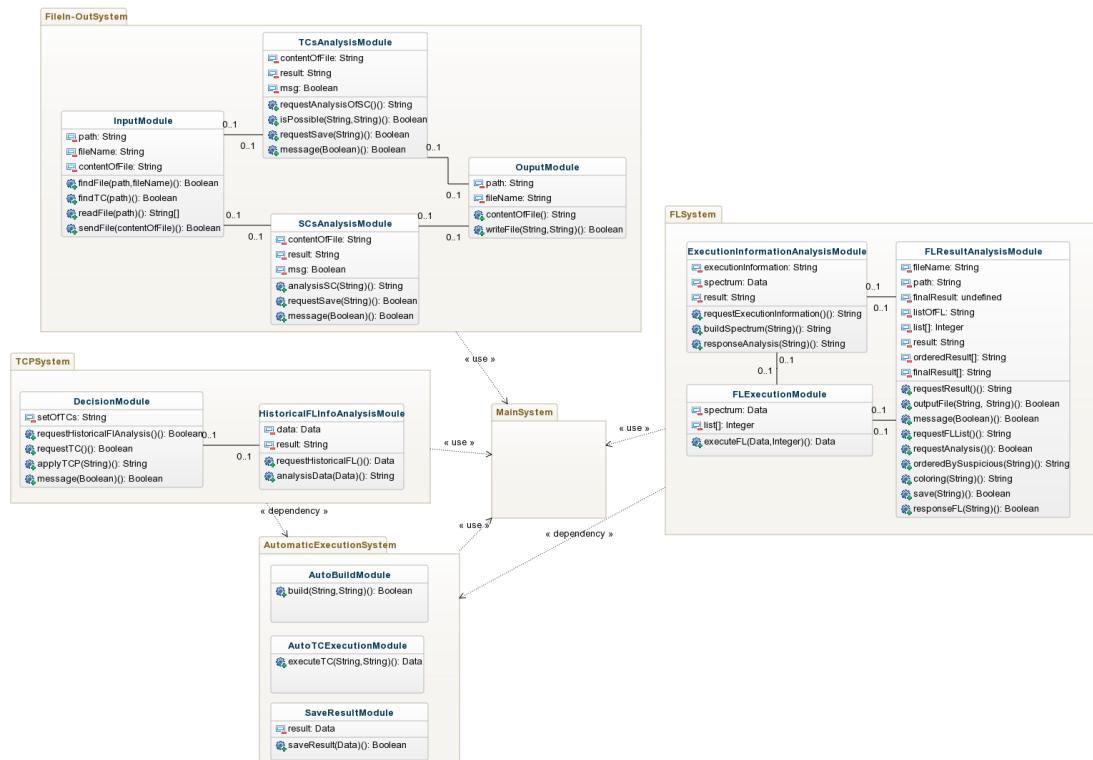 FileIn-OutSystem
TCsAnalysisModule
contentOfFile: String
result: String
msg: Boolean
requestAnalysisOfSC()(): String
isPossible(String,String)(): Boolean
requestSave(String)(): Boolean
message(Boolean)(): Boolean
InputModule
path: String
fileName: String
contentOfFile: String
findFile(path,fileName)(): Boolean
findTC(path)(): Boolean
readFile(path)(): String[]
sendFile(contentOfFile)(): Boolean
0..1
0..1
0..1
0..1
OuputModule
path: String
fileName: String
contentOfFile(): String
writeFile(String,String)(): Boolean
0..1
0..1
SCsAnalysisModule
contentOfFile: String
result: String
msg: Boolean
analysisSC(String)(): String
requestSave(String)(): Boolean
message(Boolean)(): Boolean
0..1
0..1
FLSystem
ExecutionInformationAnalysisModule
executionInformation: String
spectrum: Data
result: String
requestExecutionInformation()(): String
buildSpectrum(String)(): String
responseAnalysis(String)(): String
0..1
0..1
FLResultAnalysisModule
fileName: String
path: String
finalResult: undefined
listOfFL: String
list[]: Integer
result: String
orderedResult[]: String
finalResult[]: String
requestResult()(): String
outputFile(String, String)(): Boolean
message(Boolean)(): Boolean
requestFLList()(): String
requestAnalysis()(): Boolean
orderedBySuspicious(String)(): String
coloring(String)(): String
save(String)(): Boolean
responseFL(String)(): Boolean
0..1
0..1
FLExecutionModule
spectrum: Data
list[]: Integer
executeFL(Data,Integer)(): Data
0..1
0..1
« use »
TCPSystem
DecisionModule
setOfTCs: String
requestHistoricalFlAnalysis()(): Boolean
requestTC()(): Boolean
applyTCP(String)(): String
message(Boolean)(): Boolean
0..1
0..1
HistoricalFLInfoAnalysisMoule
data: Data
result: String
requestHistoricalFL()(): Data
analysisData(Data)(): String
MainSystem
« use »
« use »
« dependency »
« use »
« dependency »
AutomaticExecutionSystem
AutoBuildModule
build(String,String)(): Boolean
AutoTCExecutionModule
executeTC(String,String)(): Data
SaveResultModule
result: Data
saveResult(Data)(): Boolean